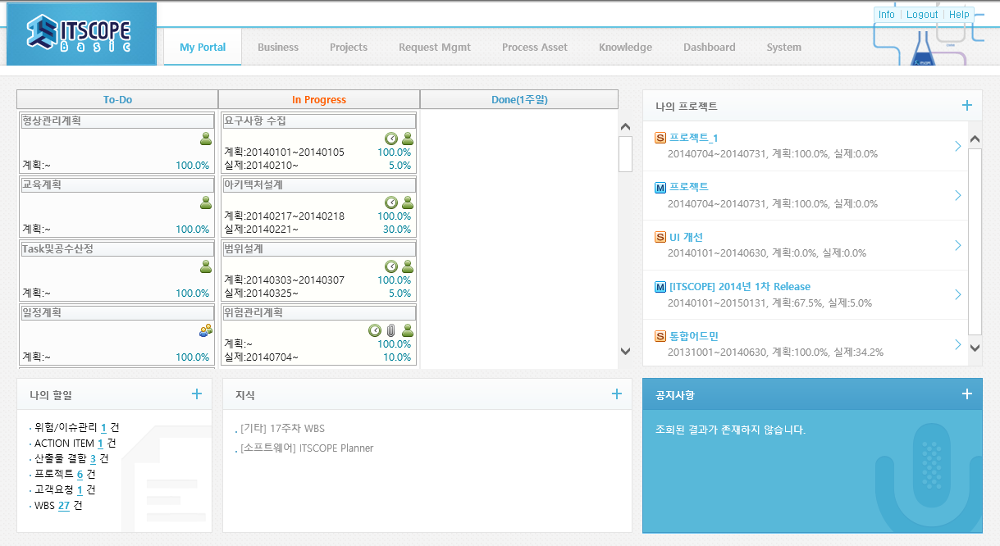 Info | Logout | Help
ITSCOPE
Basic
My Portal Business Projects Request Mgmt Process Asset Knowledge Dashboard System
To-Do In Progress Done(1주일)
형상관리계획
계획:~ 100.0%
교육계획
계획:~ 100.0%
Task및공수산정
계획:~ 100.0%
일정계획
계획:~ 100.0%
요구사항 수집
계획:20140101~20140105 100.0%
실제:20140210~ 5.0%
아키텍처설계
계획:20140217~20140218 100.0%
실제:20140221~ 30.0%
범위설계
계획:20140303~20140307 100.0%
실제:20140325~ 5.0%
위험관리계획
계획:~ 100.0%
실제:20140704~ 10.0%
나의 프로젝트 +
S 프로젝트_1
20140704~20140731, 계획:100.0%, 실제:0.0%
M 프로젝트
20140704~20140731, 계획:100.0%, 실제:0.0%
S UI 개선
20140101~20140630, 계획:0.0%, 실제:0.0%
M [ITSCOPE] 2014년 1차 Release
20140101~20150131, 계획:67.5%, 실제:5.0%
S 통합어드민
20131001~20140630, 계획:100.0%, 실제:34.2%
나의 할일 +
· 위험/이슈관리 1 건
· ACTION ITEM 1 건
· 산출물 결함 3 건
· 프로젝트 6 건
· 고객요청 1 건
· WBS 27 건
지식 +
. [기타] 17주차 WBS
. [소프트웨어] ITSCOPE Planner
공지사항 +
조회된 결과가 존재하지 않습니다.